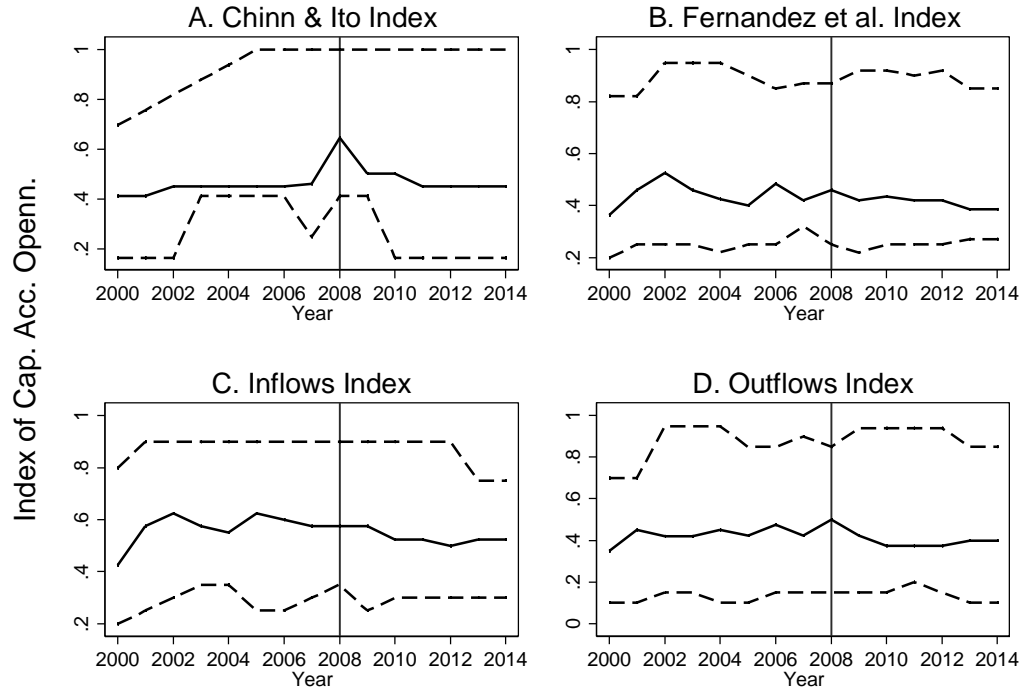 Index of Cap. Acc. Openn.
A. Chinn & Ito Index
1
.8
.6
.4
.2
2000 2002 2004 2006 2008 2010 2012 2014
Year
B. Fernandez et al. Index
1
.8
.6
.4
.2
2000 2002 2004 2006 2008 2010 2012 2014
Year
C. Inflows Index
1
.8
.6
.4
.2
2000 2002 2004 2006 2008 2010 2012 2014
Year
D. Outflows Index
1
.8
.6
.4
.2
0
2000 2002 2004 2006 2008 2010 2012 2014
Year